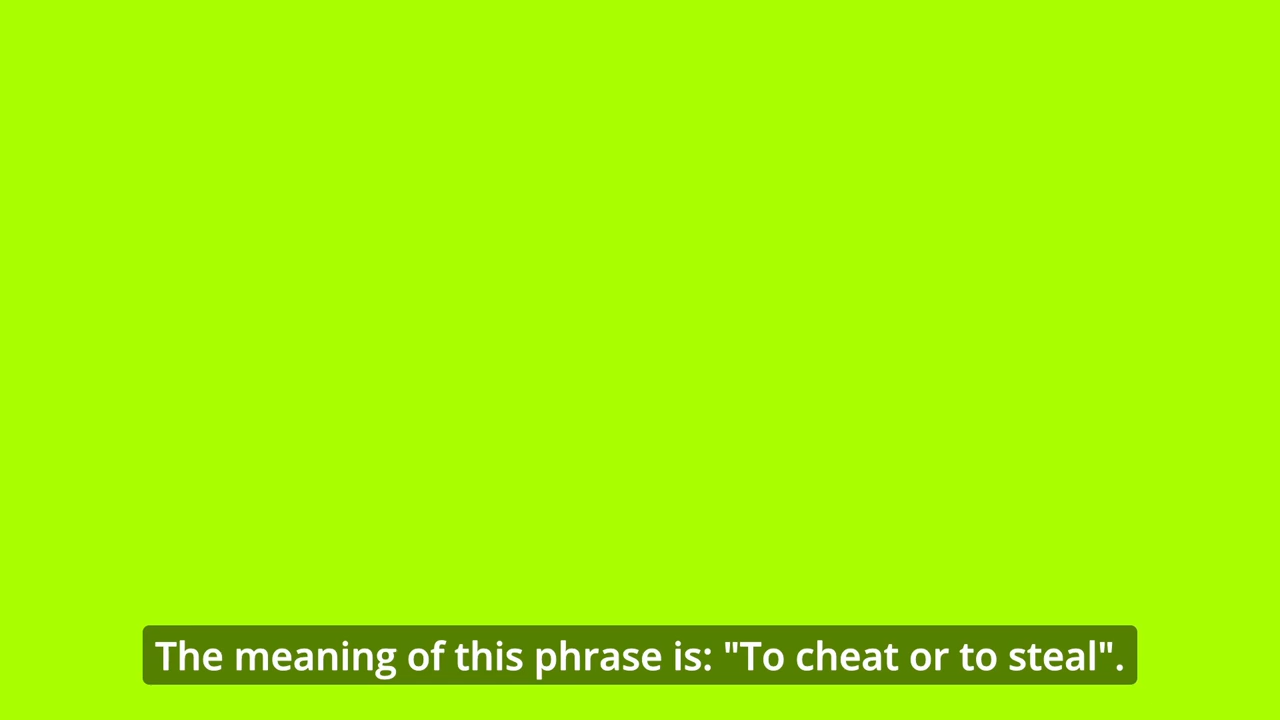 The meaning of this phrase is: "To cheat or to steal".